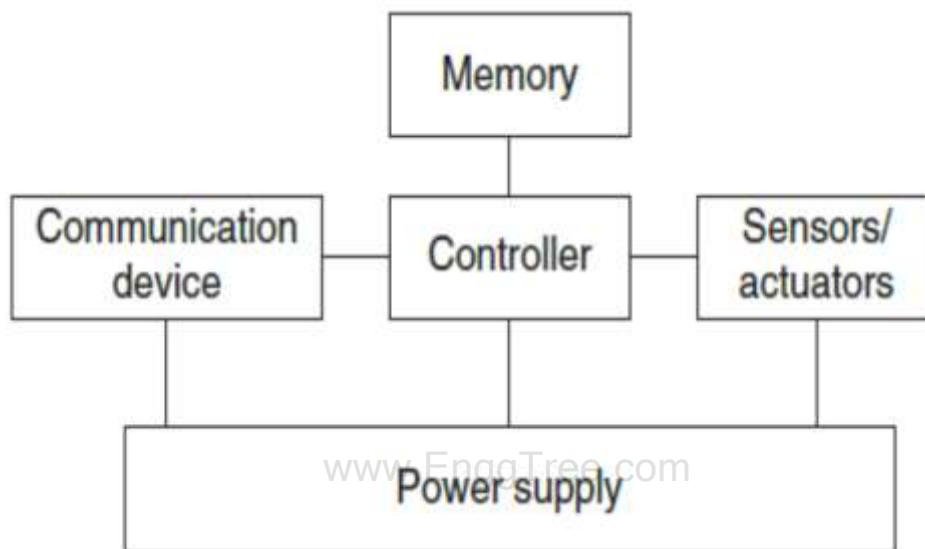 Memory
Communication
device
Controller
Sensors/
actuators
www.EnggTree.com
Power supply